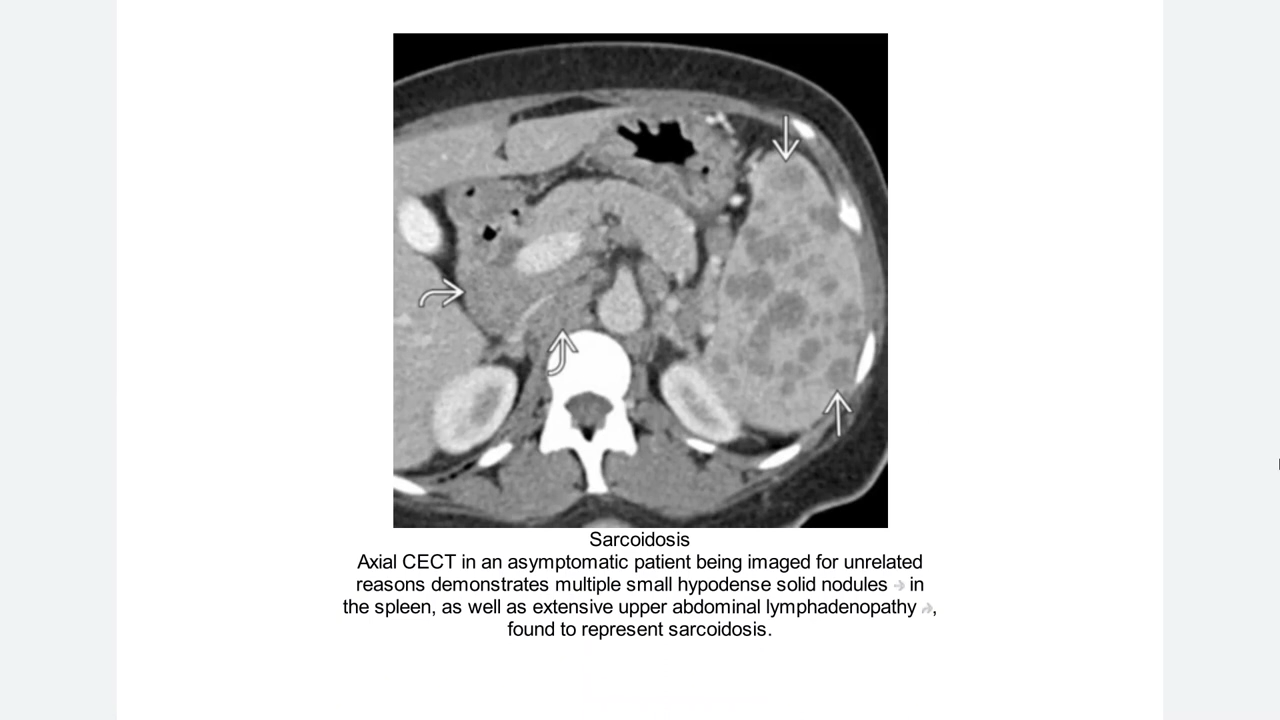 Sarcoidosis
Axial CECT in an asymptomatic patient being imaged for unrelated
reasons demonstrates multiple small hypodense solid nodules in
the spleen, as well as extensive upper abdominal lymphadenopathy ,
found to represent sarcoidosis.